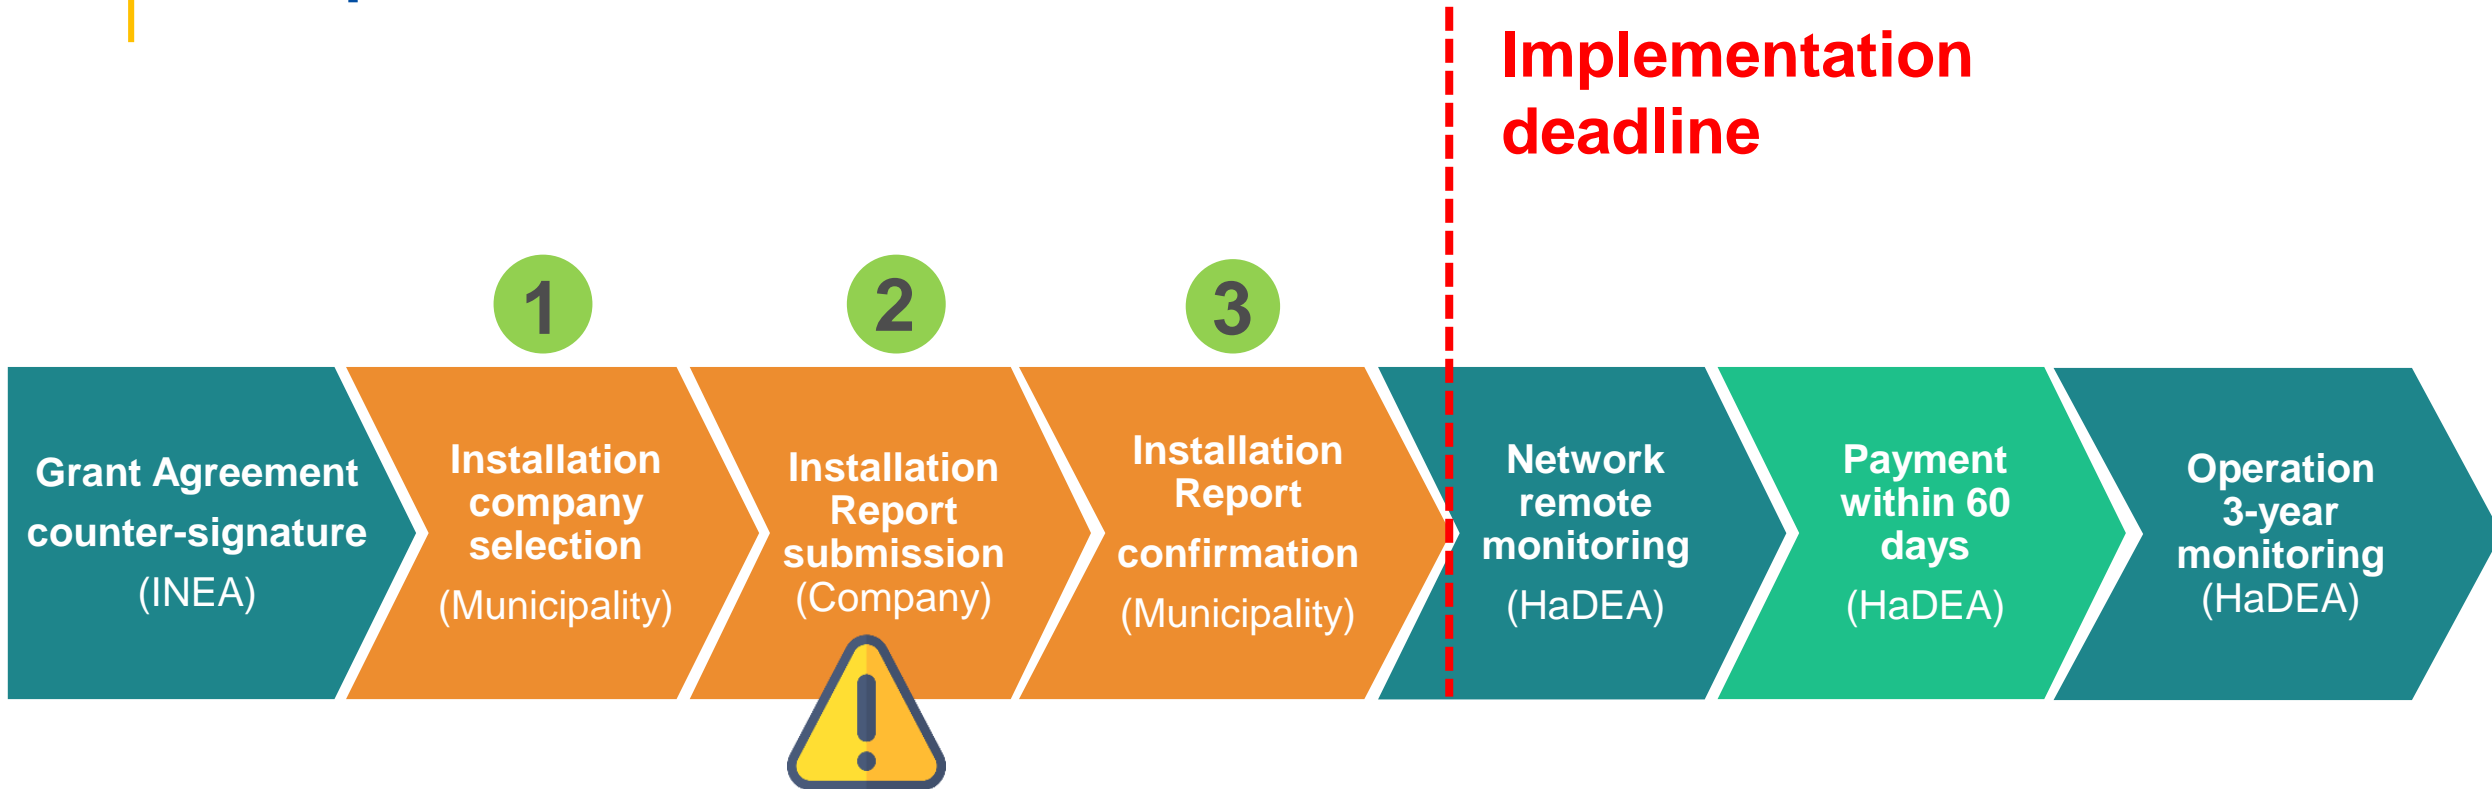 Implementation
deadline
1
2
3
Grant Agreement
counter-signature
(INEA)
Installation
company
selection
(Municipality)
Installation
Report
submission
(Company)
Installation
Report
confirmation
(Municipality)
Network
remote
monitoring
(HaDEA)
Payment
within 60
days
(HaDEA)
Operation
3-year
monitoring
(HaDEA)